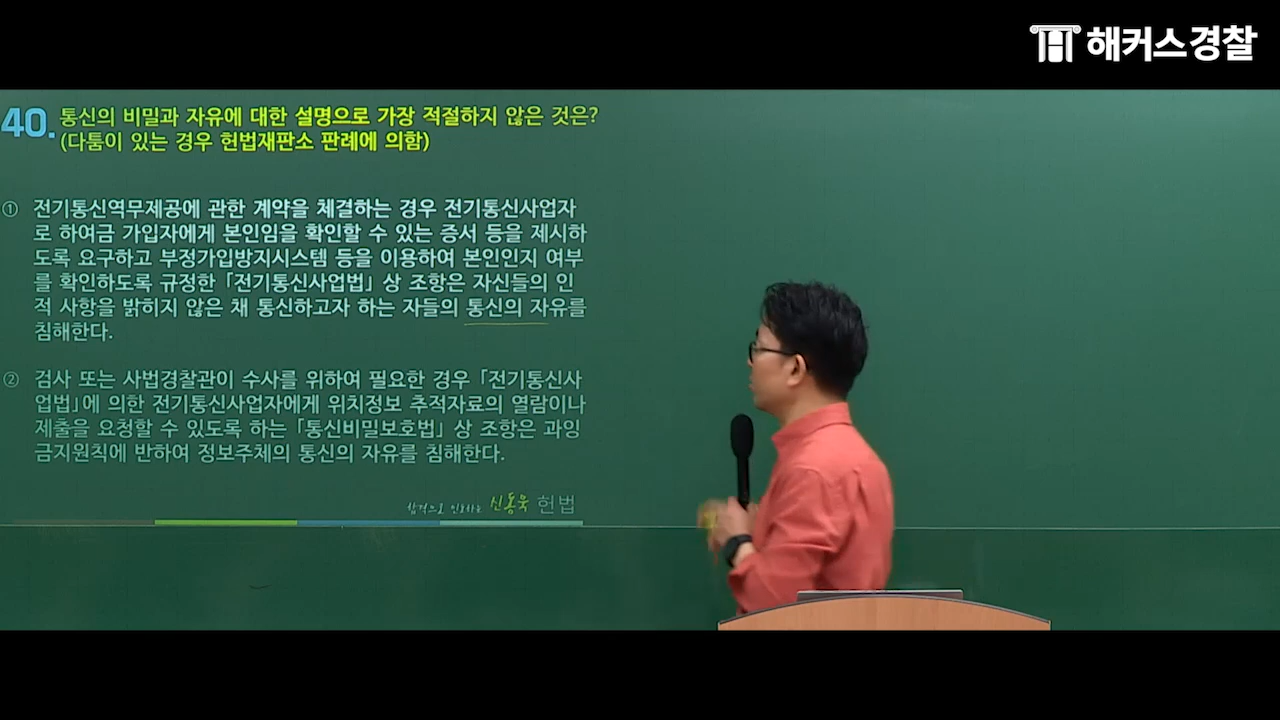 해커스경찰
40. 통신의 비밀과 자유에 대한 설명으로 가장 적절하지 않은 것은?
(다툼이 있는 경우 헌법재판소 판례에 의함)
① 전기통신역무제공에 관한 계약을 체결하는 경우 전기통신사업자
로 하여금 가입자에게 본인임을 확인할 수 있는 증서 등을 제시하
도록 요구하고 부정가입방지시스템 등을 이용하여 본인인지 여부
를 확인하도록 규정한 「전기통신사업법」 상 조항은 자신들의 인
적 사항을 밝히지 않은 채 통신하고자 하는 자들의 통신의 자유를
침해한다.
② 검사 또는 사법경찰관이 수사를 위하여 필요한 경우 「전기통신사
업법」에 의한 전기통신사업자에게 위치정보 추적자료의 열람이나
제출을 요청할 수 있도록 하는 「통신비밀보호법」 상 조항은 과잉
금지원칙에 반하여 정보주체의 통신의 자유를 침해한다.
합격으로 인도하는 신동욱 헌법